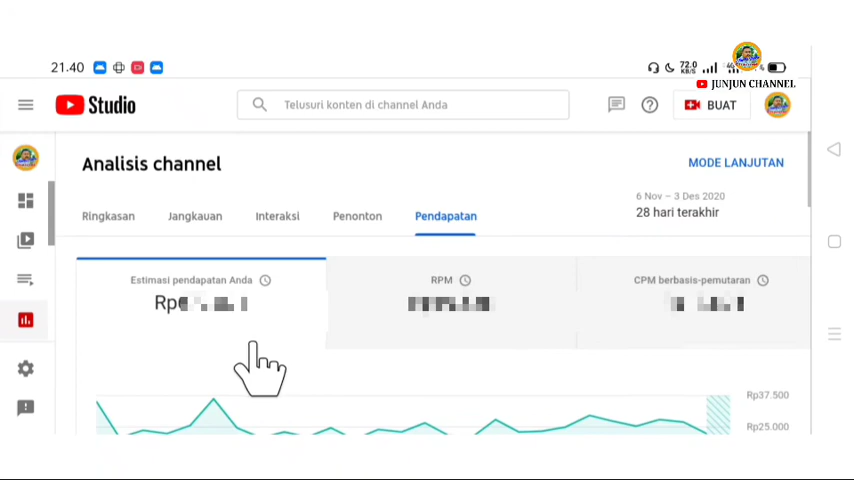 21.40
72.0
KB/S
JUNJUN CHANNEL
Studio
Telusuri konten di channel Anda
BUAT
Analisis channel
MODE LANJUTAN
6 Nov – 3 Des 2020
28 hari terakhir
Ringkasan
Jangkauan
Interaksi
Penonton
Pendapatan
Estimasi pendapatan Anda
RPM
CPM berbasis-pemutaran
Rp
Rp37.500
Rp25.000